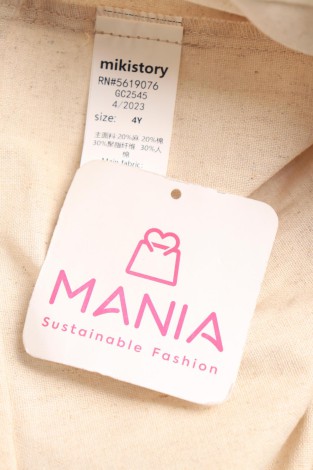 mikistory
RN#5619076
GC2545
4/2023
size: 4Y
主面料:20%麻 20%棉
30%聚酯纤维 30%人
棉
Main fabric:
MANIA
Sustainable Fashion